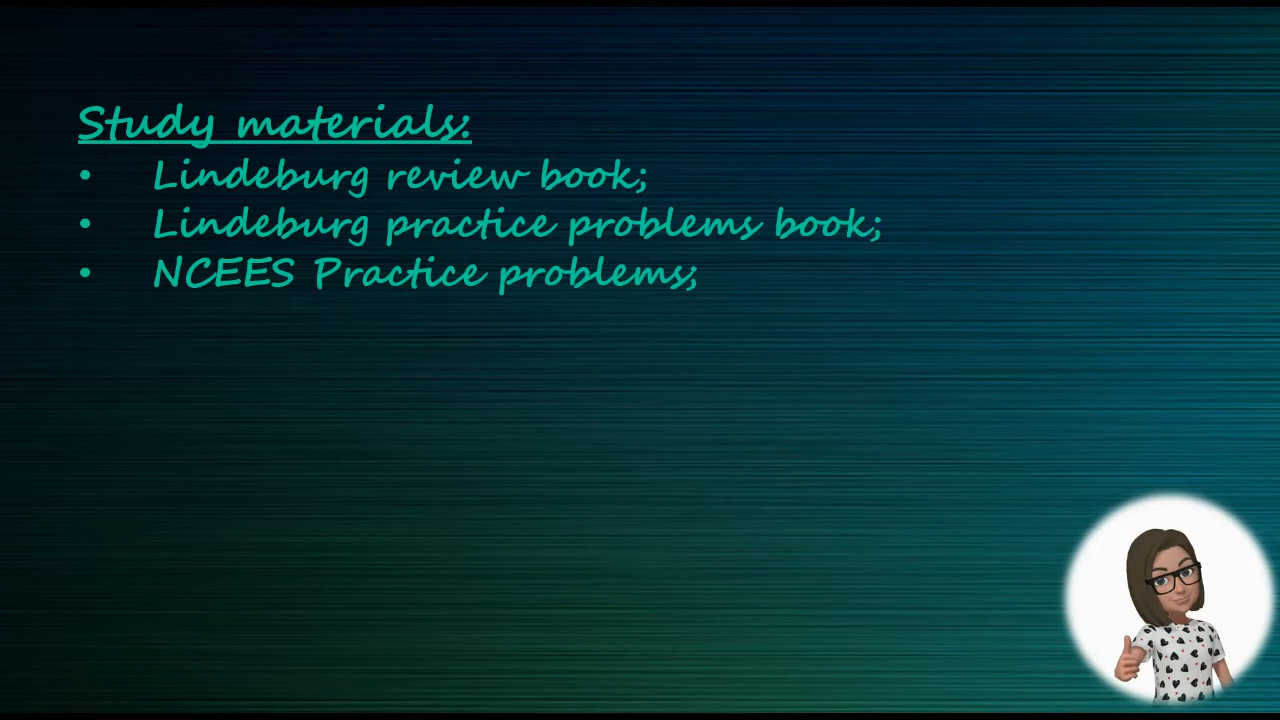 Study materials:
• Lindeburg review book;
• Lindeburg practice problems book;
• NCEES Practice problems;